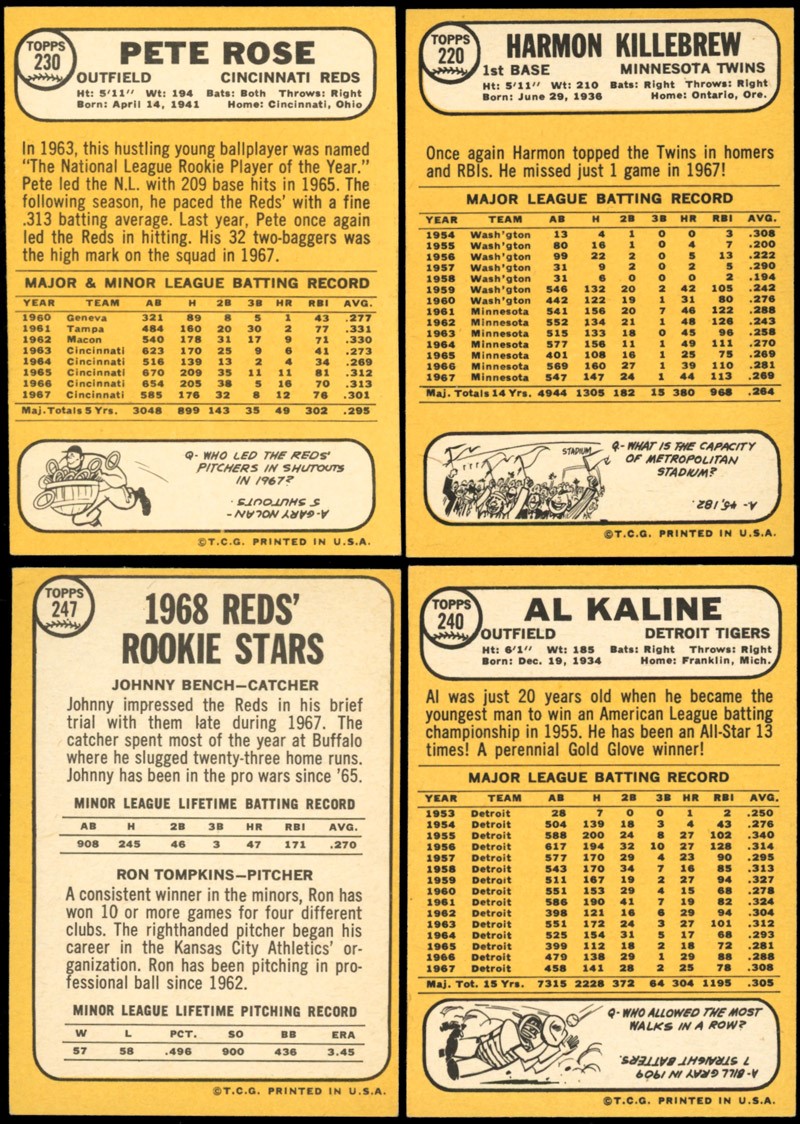 TOPPS
230
PETE ROSE
OUTFIELD CINCINNATI REDS
Ht: 5'11" Wt: 194 Bats: Both Throws: Right
Born: April 14, 1941 Home: Cincinnati, Ohio
In 1963, this hustling young ballplayer was named
"The National League Rookie Player of the Year."
Pete led the N.L. with 209 base hits in 1965. The
following season, he paced the Reds' with a fine
.313 batting average. Last year, Pete once again
led the Reds in hitting. His 32 two-baggers was
the high mark on the squad in 1967.
MAJOR & MINOR LEAGUE BATTING RECORD
YEAR TEAM AB H 2B 3B HR RBI AVG.
1960 Geneva 321 89 8 5 1 43 .277
1961 Tampa 484 160 20 30 2 77 .331
1962 Macon 540 178 31 17 9 71 .330
1963 Cincinnati 623 170 25 9 6 41 .273
1964 Cincinnati 516 139 13 2 4 34 .269
1965 Cincinnati 670 209 35 11 11 81 .312
1966 Cincinnati 654 205 38 5 16 70 .313
1967 Cincinnati 585 176 32 8 12 76 .301
Maj. Totals 5 Yrs. 3048 899 143 35 49 302 .295
Q- WHO LED THE REDS'
PITCHERS IN SHUTOUTS
IN 1967?
A-GARY NOLAN -
5 SHUTOUTS.
©T.C.G. PRINTED IN U.S.A.
TOPPS
220
HARMON KILLEBREW
1st BASE MINNESOTA TWINS
Ht: 5'11" Wt: 210 Bats: Right Throws: Right
Born: June 29, 1936 Home: Ontario, Ore.
Once again Harmon topped the Twins in homers
and RBIs. He missed just 1 game in 1967!
MAJOR LEAGUE BATTING RECORD
YEAR TEAM AB H 2B 3B HR RBI AVG.
1954 Wash'gton 13 4 1 0 0 3 .308
1955 Wash'gton 80 16 1 0 4 7 .200
1956 Wash'gton 99 22 2 0 5 13 .222
1957 Wash'gton 31 9 2 0 2 5 .290
1958 Wash'gton 31 6 0 0 0 2 .194
1959 Wash'gton 546 132 20 2 42 105 .242
1960 Wash'gton 442 122 19 1 31 80 .276
1961 Minnesota 541 156 20 7 46 122 .288
1962 Minnesota 552 134 21 1 48 126 .243
1963 Minnesota 515 133 18 0 45 96 .258
1964 Minnesota 577 156 11 1 49 111 .270
1965 Minnesota 401 108 16 1 25 75 .269
1966 Minnesota 569 160 27 1 39 110 .281
1967 Minnesota 547 147 24 1 44 113 .269
Maj. Totals 14 Yrs. 4944 1305 182 15 380 968 .264
STADIUM
Q- WHAT IS THE CAPACITY
OF METROPOLITAN
STADIUM?
A- 45,182.
©T.C.G. PRINTED IN U.S.A.
TOPPS
247
1968 REDS'
ROOKIE STARS
JOHNNY BENCH—CATCHER
Johnny impressed the Reds in his brief
trial with them late during 1967. The
catcher spent most of the year at Buffalo
where he slugged twenty-three home runs.
Johnny has been in the pro wars since '65.
MINOR LEAGUE LIFETIME BATTING RECORD
AB H 2B 3B HR RBI AVG.
908 245 46 3 47 171 .270
RON TOMPKINS—PITCHER
A consistent winner in the minors, Ron has
won 10 or more games for four different
clubs. The righthanded pitcher began his
career in the Kansas City Athletics' or-
ganization. Ron has been pitching in pro-
fessional ball since 1962.
MINOR LEAGUE LIFETIME PITCHING RECORD
W L PCT. SO BB ERA
57 58 .496 900 436 3.45
©T.C.G. PRINTED IN U.S.A.
TOPPS
240
AL KALINE
OUTFIELD DETROIT TIGERS
Ht: 6'1" Wt: 185 Bats: Right Throws: Right
Born: Dec. 19, 1934 Home: Franklin, Mich.
Al was just 20 years old when he became the
youngest man to win an American League batting
championship in 1955. He has been an All-Star 13
times! A perennial Gold Glove winner!
MAJOR LEAGUE BATTING RECORD
YEAR TEAM AB H 2B 3B HR RBI AVG.
1953 Detroit 28 7 0 0 1 2 .250
1954 Detroit 504 139 18 3 4 43 .276
1955 Detroit 588 200 24 8 27 102 .340
1956 Detroit 617 194 32 10 27 128 .314
1957 Detroit 577 170 29 4 23 90 .295
1958 Detroit 543 170 34 7 16 85 .313
1959 Detroit 511 167 19 2 27 94 .327
1960 Detroit 551 153 29 4 15 68 .278
1961 Detroit 586 190 41 7 19 82 .324
1962 Detroit 398 121 16 6 29 94 .304
1963 Detroit 551 172 24 3 27 101 .312
1964 Detroit 525 154 31 5 17 68 .293
1965 Detroit 399 112 18 2 18 72 .281
1966 Detroit 479 138 29 1 29 88 .288
1967 Detroit 458 141 28 2 25 78 .308
Maj. Tot. 15 Yrs. 7315 2228 372 64 304 1195 .305
Q- WHO ALLOWED THE MOST
WALKS IN A ROW?
A- BILL GRAY IN 1909
7 STRAIGHT BATTERS.
©T.C.G. PRINTED IN U.S.A.